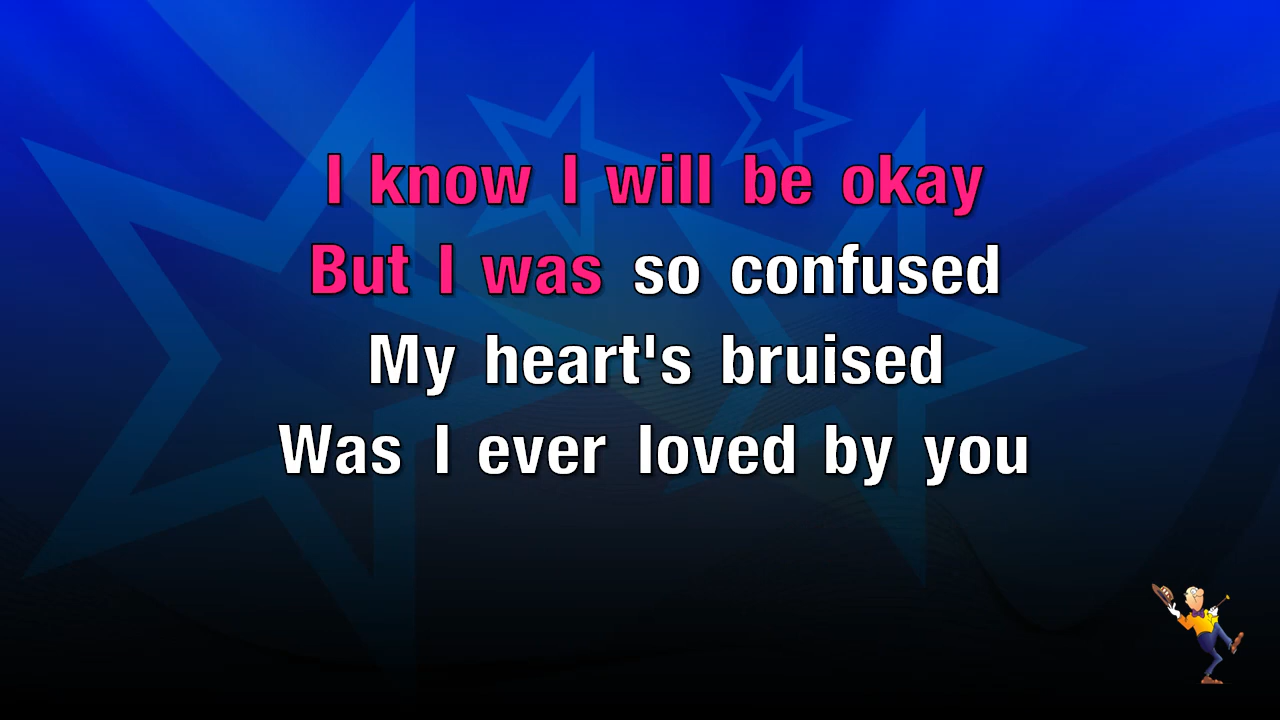 I know I will be okay
But I was so confused
My heart's bruised
Was I ever loved by you